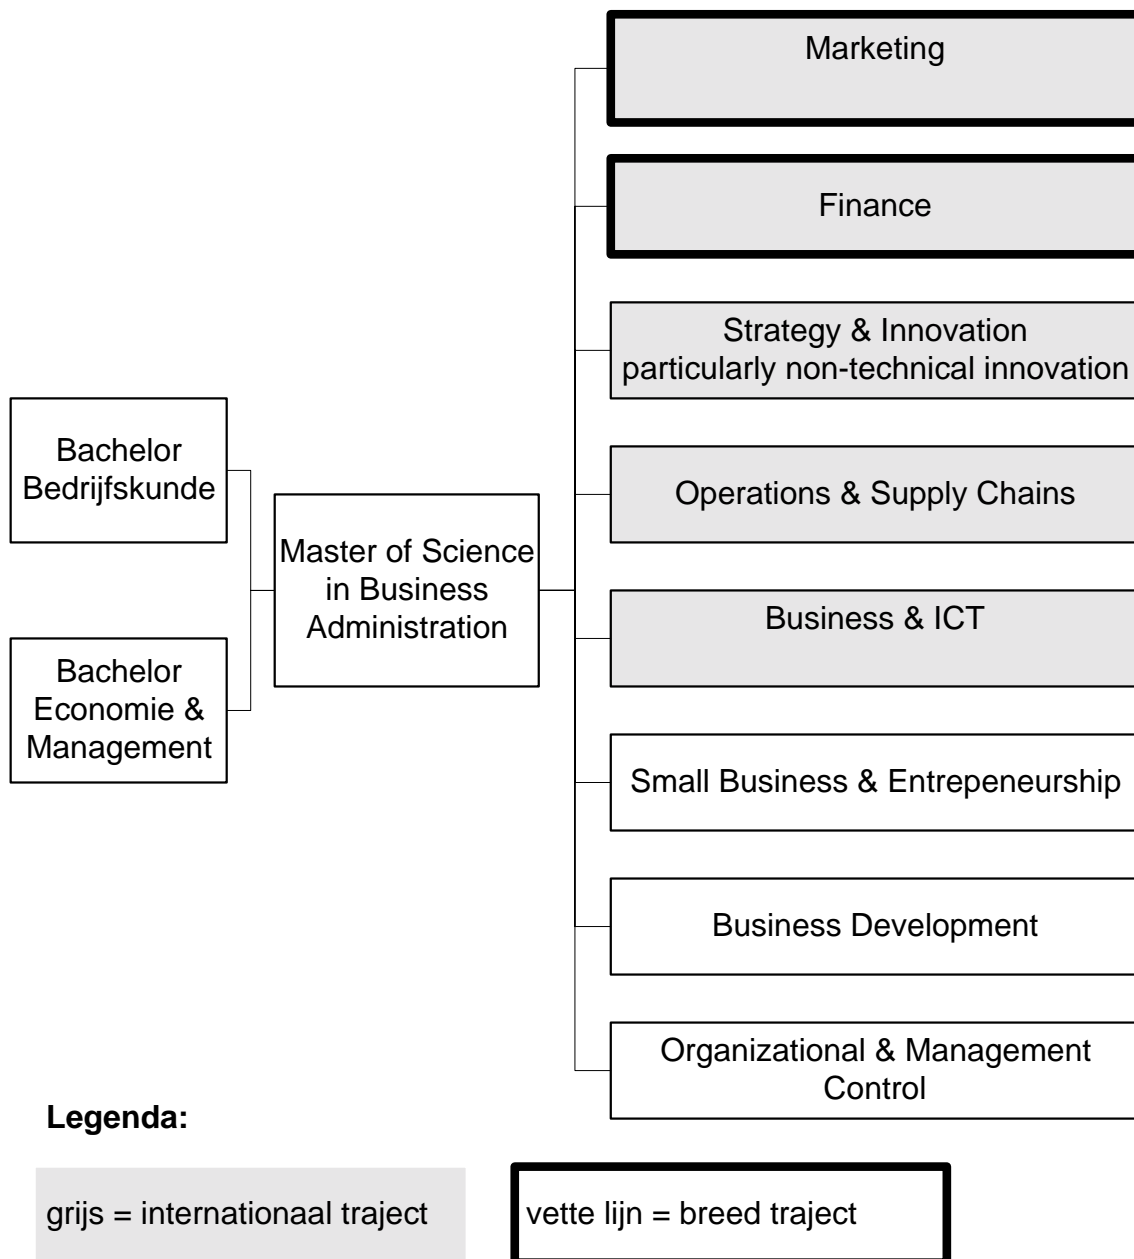 Marketing
Finance
Strategy & Innovation
particularly non-technical innovation
Operations & Supply Chains
Business & ICT
Small Business & Entrepeneurship
Business Development
Organizational & Management
Control
Bachelor
Bedrijfskunde
Bachelor
Economie &
Management
Master of Science
in Business
Administration
Legenda:
grijs = internationaal traject
vette lijn = breed traject